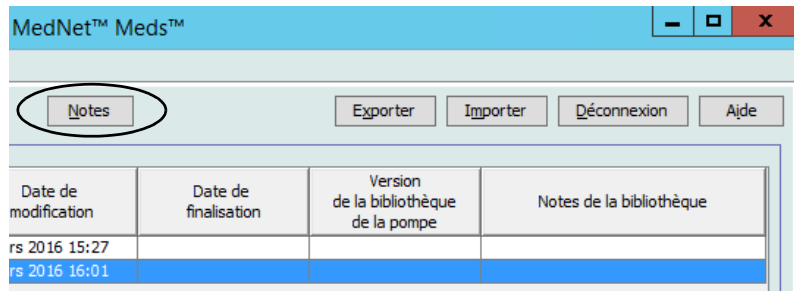 MedNet™ Meds™
Notes Exporter Importer Déconnexion Aide
Date de modification
Date de finalisation
Version de la bibliothèque de la pompe
Notes de la bibliothèque
rs 2016 15:27
rs 2016 16:01